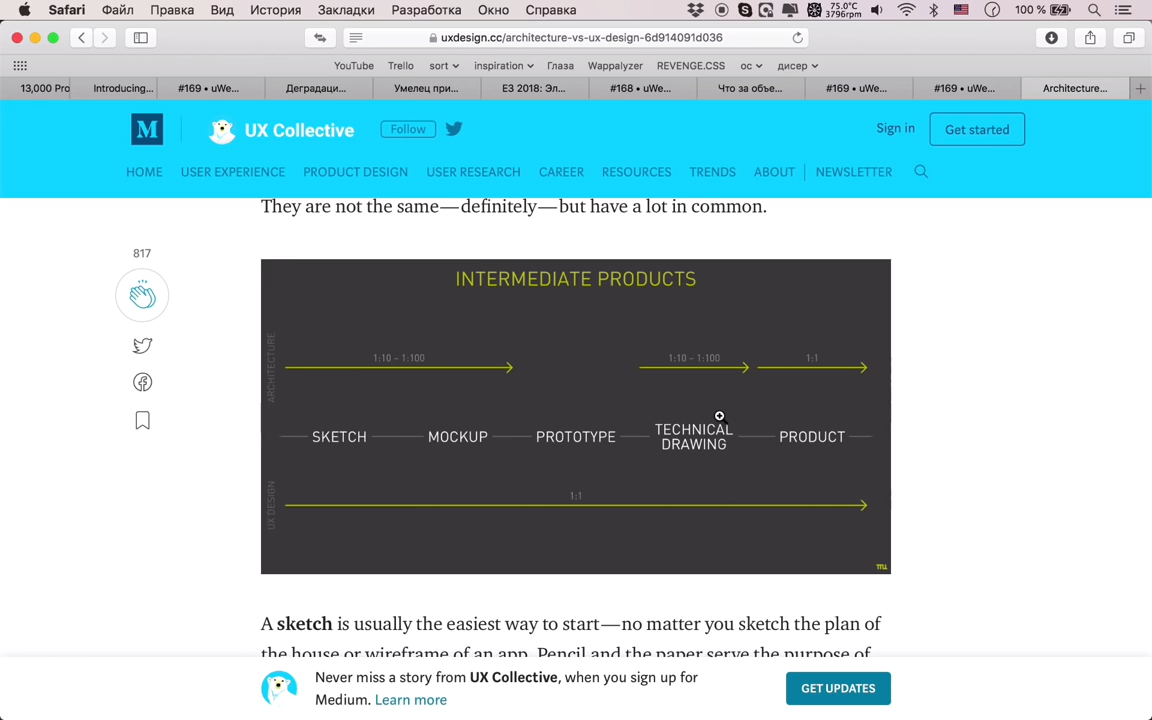 Safari Файл Правка Вид История Закладки Разработка Окно Справка 75.0°C 3796rpm 100 %
uxdesign.cc/architecture-vs-ux-design-6d914091d036
YouTube Trello sort inspiration Глаза Wappalyzer REVENGE.CSS ос дисер
13,000 Pro Introducing... #169 • uWe... Деградаци... Умелец при... E3 2018: Эл... #168 • uWe... Что за объе... #169 • uWe... #169 • uWe... Architecture...
M UX Collective Follow Sign in Get started
HOME USER EXPERIENCE PRODUCT DESIGN USER RESEARCH CAREER RESOURCES TRENDS ABOUT NEWSLETTER
They are not the same—definitely—but have a lot in common.
817
INTERMEDIATE PRODUCTS
ARCHITECTURE
1:10 – 1:100 1:10 – 1:100 1:1
SKETCH MOCKUP PROTOTYPE TECHNICAL DRAWING PRODUCT
UX DESIGN
1:1
A sketch is usually the easiest way to start—no matter you sketch the plan of
the house or wireframe of an app. Pencil and the paper serve the purpose of
Never miss a story from UX Collective, when you sign up for
Medium. Learn more
GET UPDATES